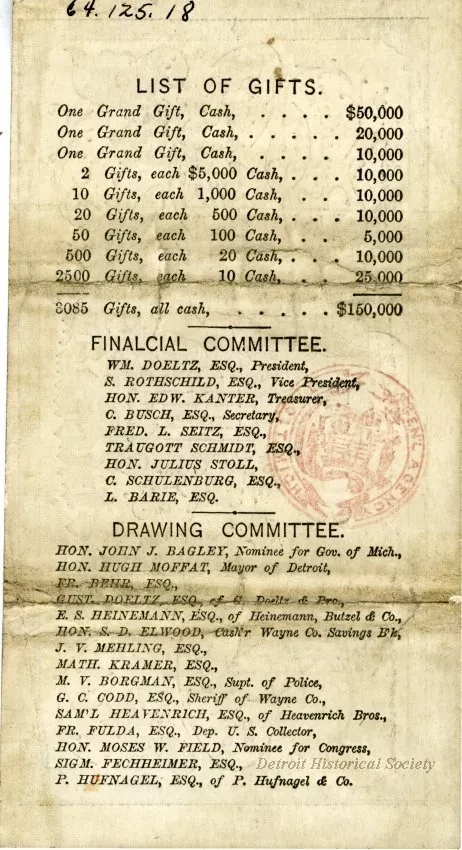 64.125.18
LIST OF GIFTS.
One Grand Gift, Cash, . . . . $50,000
One Grand Gift, Cash, . . . . . 20,000
One Grand Gift, Cash, . . . . 10,000
2 Gifts, each $5,000 Cash, . . . 10,000
10 Gifts, each 1,000 Cash, . . . 10,000
20 Gifts, each 500 Cash, . . . 10,000
50 Gifts, each 100 Cash, . . . 5,000
500 Gifts, each 20 Cash, . . . 10,000
2500 Gifts, each 10 Cash, . . . 25,000
3085 Gifts, all cash, . . . . . $150,000
FINALCIAL COMMITTEE.
WM. DOELTZ, ESQ., President,
S. ROTHSCHILD, ESQ., Vice President,
HON. EDW. KANTER, Treasurer,
C. BUSCH, ESQ., Secretary,
FRED. L. SEITZ, ESQ.,
TRAUGOTT SCHMIDT, ESQ.,
HON. JULIUS STOLL,
C. SCHULENBURG, ESQ.,
L. BARIE, ESQ.
DRAWING COMMITTEE.
HON. JOHN J. BAGLEY, Nominee for Gov. of Mich.,
HON. HUGH MOFFAT, Mayor of Detroit,
FR. BEHR, ESQ.,
GUST. DOELTZ, ESQ., of G. Doeltz & Bro.,
E. S. HEINEMANN, ESQ., of Heinemann, Butzel & Co.,
HON. S. D. ELWOOD, Cash'r Wayne Co. Savings B'k,
J. V. MEHLING, ESQ.,
MATH. KRAMER, ESQ.,
M. V. BORGMAN, ESQ., Supt. of Police,
G. C. CODD, ESQ., Sheriff of Wayne Co.,
SAM'L HEAVENRICH, ESQ., of Heavenrich Bros.,
FR. FULDA, ESQ., Dep. U. S. Collector,
HON. MOSES W. FIELD, Nominee for Congress,
SIGM. FECHHEIMER, ESQ.,
Detroit Historical Society
P. HUFNAGEL, ESQ., of P. Hufnagel & Co.